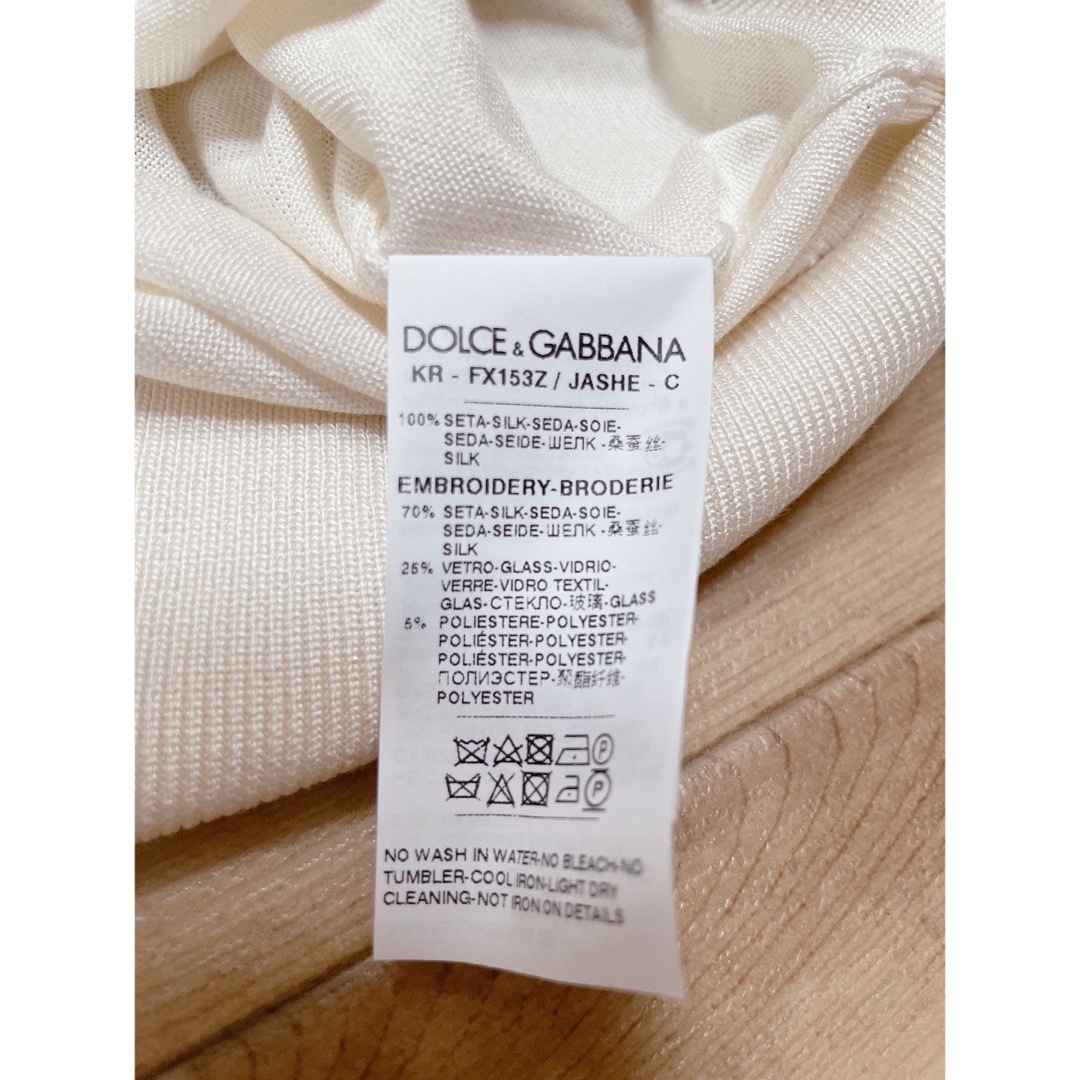 DOLCE & GABBANA
KR - FX153Z / JASHE - C
100% SETA-SILK-SEDA-SOIE-
SEDA-SEIDE-ШЕЛК -桑蚕丝-
SILK
EMBROIDERY-BRODERIE
70% SETA-SILK-SEDA-SOIE-
SEDA-SEIDE-ШЕЛК -桑蚕丝-
SILK
25% VETRO-GLASS-VIDRIO-
VERRE-VIDRO TEXTIL-
GLAS-СТЕКЛО-玻璃-GLASS
5% POLIESTERE-POLYESTER-
POLIÉSTER-POLYESTER-
POLIÉSTER-POLYESTER-
ПОЛИЭСТЕР-聚酯纤维-
POLYESTER
P
P
NO WASH IN WATER-NO BLEACH-NO
TUMBLER-COOL IRON-LIGHT DRY
CLEANING-NOT IRON ON DETAILS